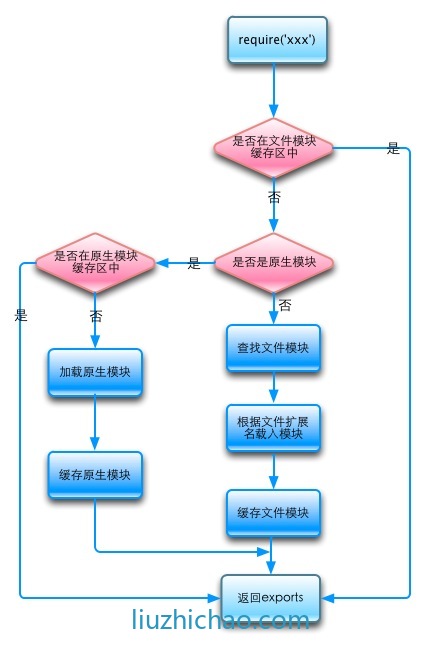 require('xxx')
是否在文件模块
缓存区中
是
否
是否在原生模块
缓存区中
是
是否是原生模块
是
否
否
加载原生模块
查找文件模块
根据文件扩展
名载入模块
缓存原生模块
缓存文件模块
返回exports
liuzhichao.com